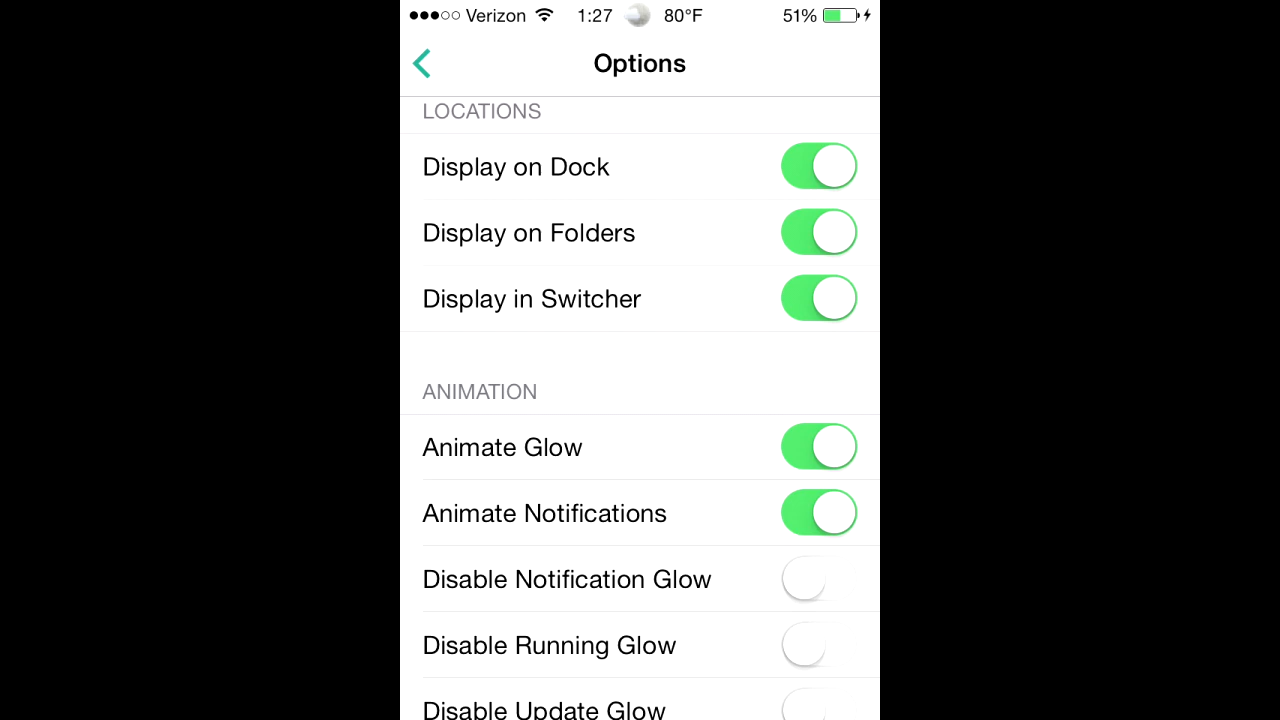 Verizon 1:27 80°F 51%
Options
LOCATIONS
Display on Dock
Display on Folders
Display in Switcher
ANIMATION
Animate Glow
Animate Notifications
Disable Notification Glow
Disable Running Glow
Disable Update Glow